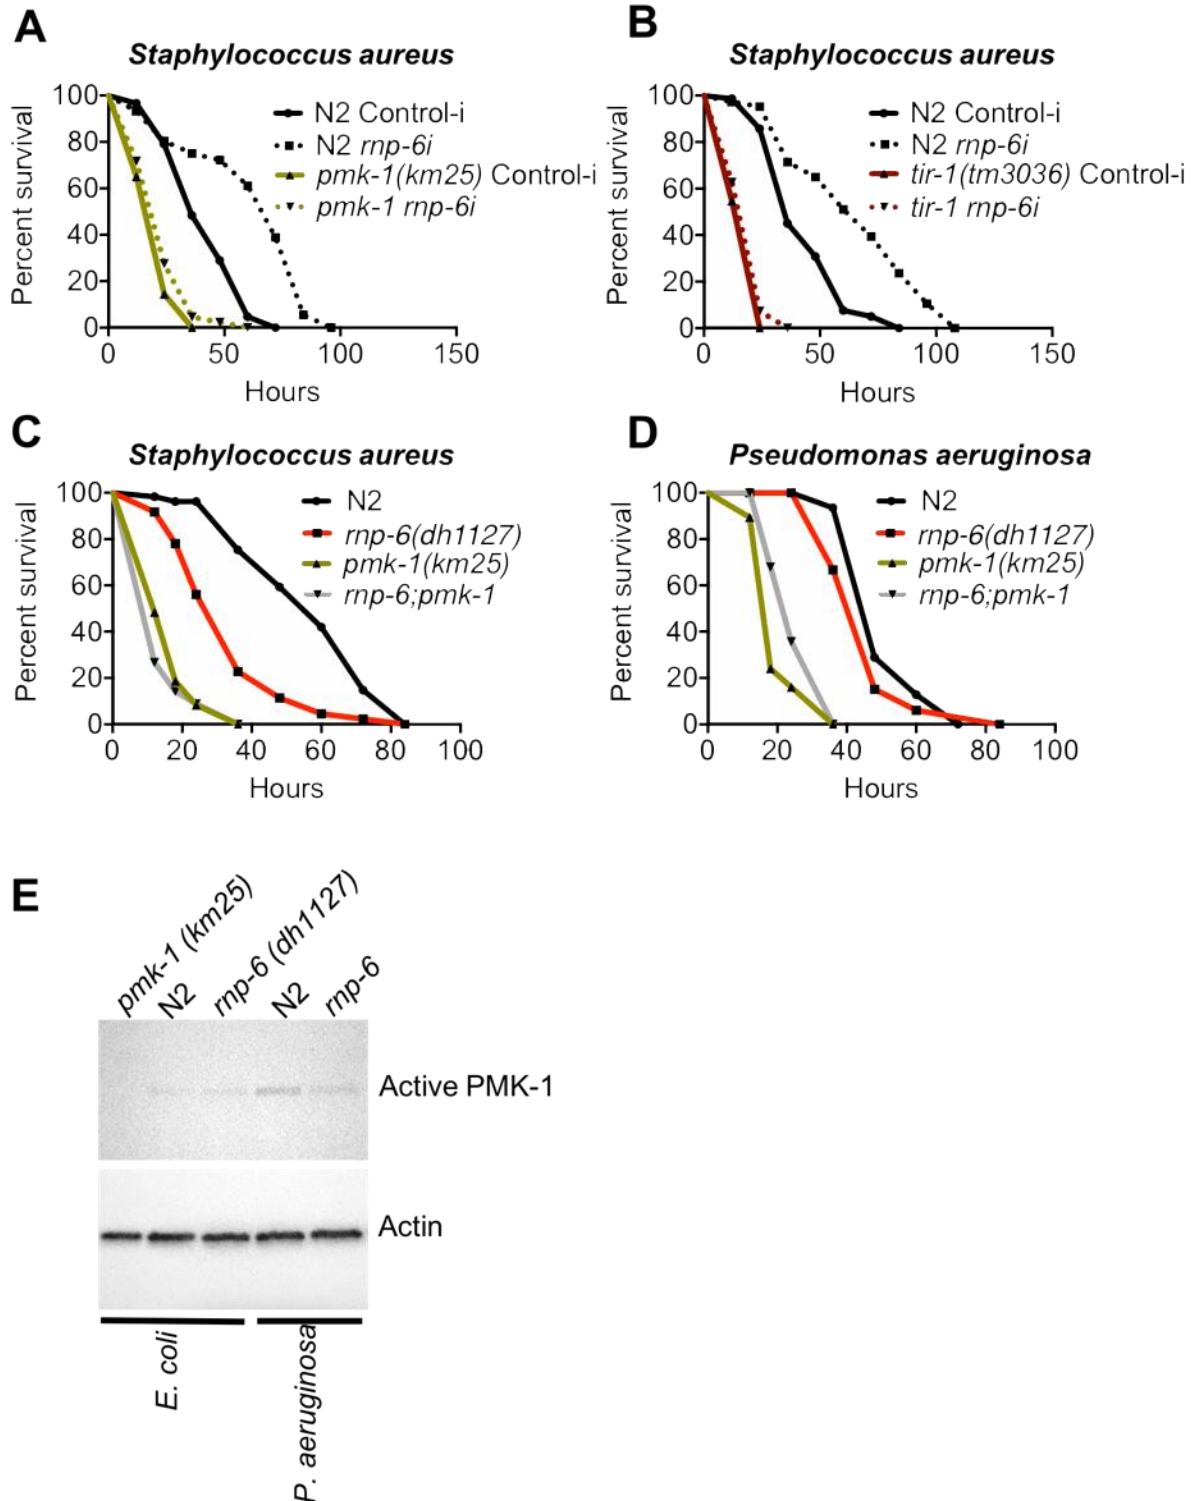 A
Staphylococcus aureus
Percent survival
100
80
60
40
20
0
0 50 100 150
Hours
N2 Control-i
N2 rnp-6i
pmk-1(km25) Control-i
pmk-1 rnp-6i
B
Staphylococcus aureus
Percent survival
100
80
60
40
20
0
0 50 100 150
Hours
N2 Control-i
N2 rnp-6i
tir-1(tm3036) Control-i
tir-1 rnp-6i
C
Staphylococcus aureus
Percent survival
100
80
60
40
20
0
0 20 40 60 80 100
Hours
N2
rnp-6(dh1127)
pmk-1(km25)
rnp-6;pmk-1
D
Pseudomonas aeruginosa
Percent survival
100
80
60
40
20
0
0 20 40 60 80 100
Hours
N2
rnp-6(dh1127)
pmk-1(km25)
rnp-6;pmk-1
E
pmk-1 (km25)
N2
rnp-6 (dh1127)
N2
rnp-6
Active PMK-1
Actin
E. coli
P. aeruginosa